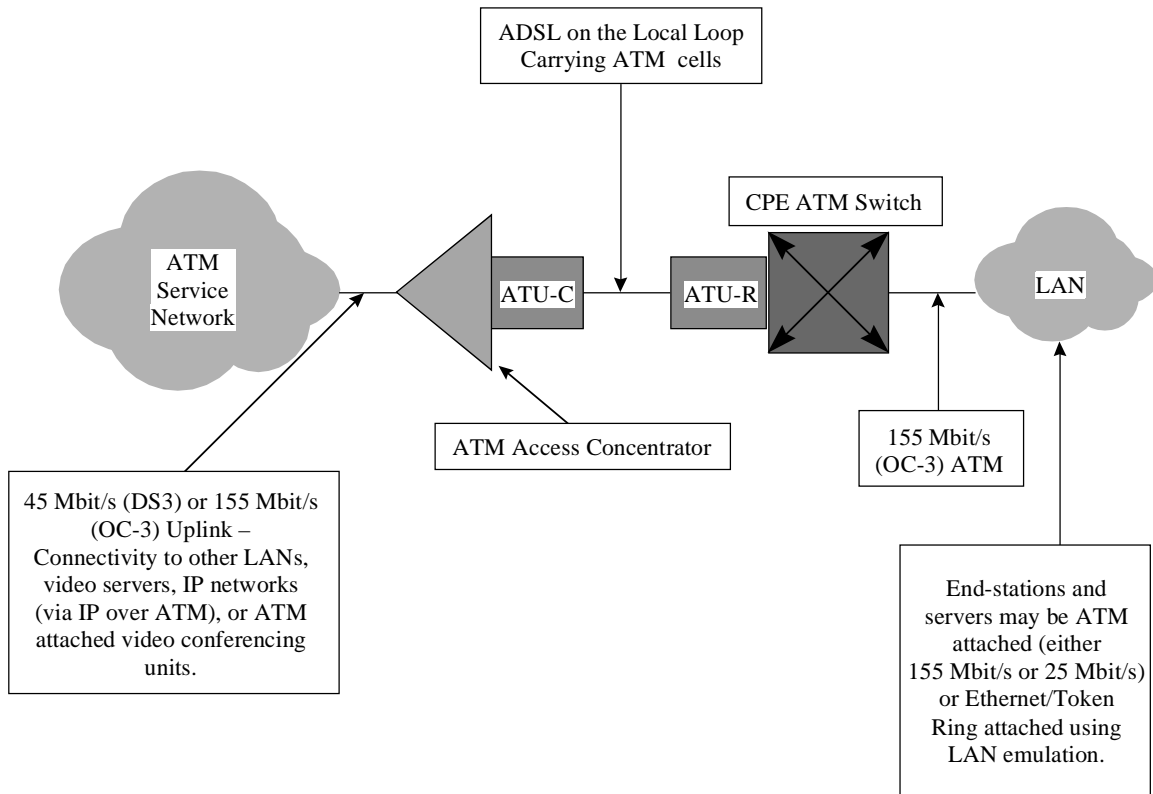 ADSL on the Local Loop
Carrying ATM cells
CPE ATM Switch
ATM
Service
Network
ATU-C
ATU-R
LAN
ATM Access Concentrator
155 Mbit/s
(OC-3) ATM
45 Mbit/s (DS3) or 155 Mbit/s
(OC-3) Uplink –
Connectivity to other LANs,
video servers, IP networks
(via IP over ATM), or ATM
attached video conferencing
units.
End-stations and
servers may be ATM
attached (either
155 Mbit/s or 25 Mbit/s)
or Ethernet/Token
Ring attached using
LAN emulation.